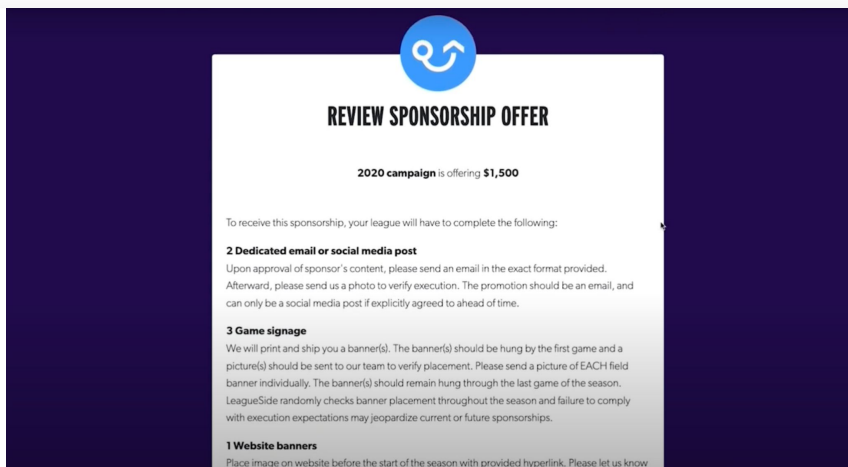 REVIEW SPONSORSHIP OFFER
2020 campaign is offering $1,500
To receive this sponsorship, your league will have to complete the following:
2 Dedicated email or social media post
Upon approval of sponsor's content, please send an email in the exact format provided.
Afterward, please send us a photo to verify execution. The promotion should be an email, and
can only be a social media post if explicitly agreed to ahead of time.
3 Game signage
We will print and ship you a banner(s). The banner(s) should be hung by the first game and a
picture(s) should be sent to our team to verify placement. Please send a picture of EACH field
banner individually. The banner(s) should remain hung through the last game of the season.
LeagueSide randomly checks banner placement throughout the season and failure to comply
with execution expectations may jeopardize current or future sponsorships.
1 Website banners
Place image on website before the start of the season with provided hyperlink. Please let us know